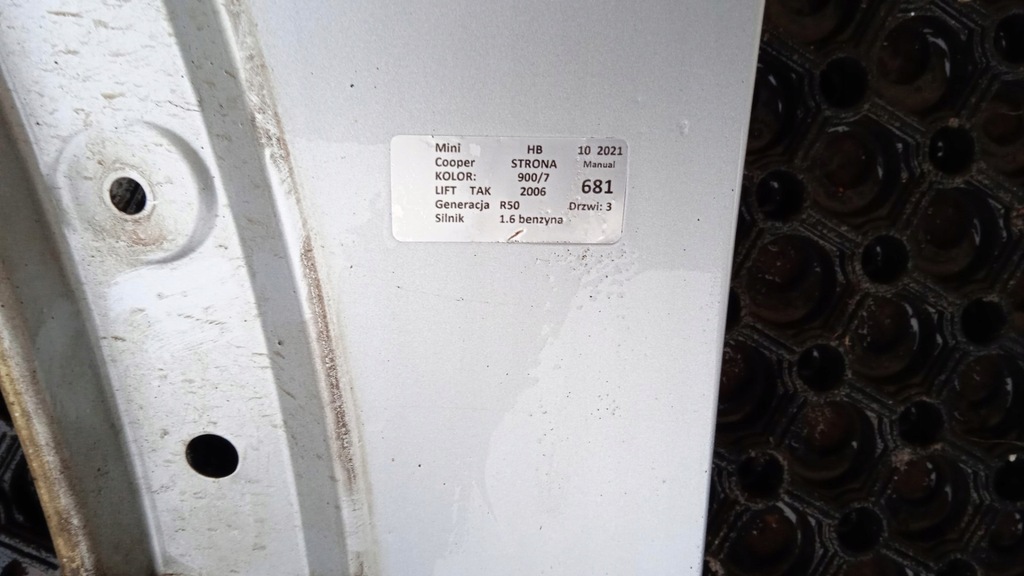 Mini HB 10 2021
Cooper STRONA Manual
KOLOR: 900/7
LIFT TAK 2006 681
Generacja R50 Drzwi: 3
Silnik 1.6 benzyna